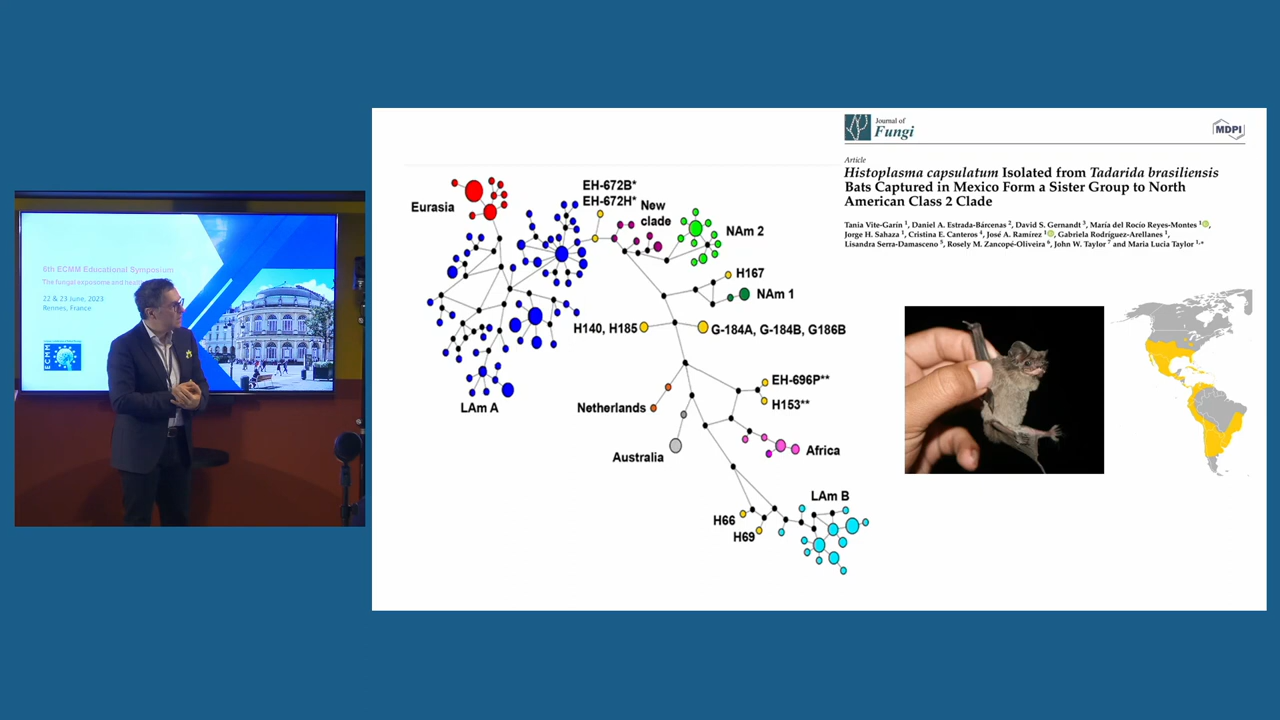 6th ECMM Educational Symposium
The fungal exposome and
22 & 23 June, 2023
Rennes, France
ECMM
Eurasia
EH-672B*
EH-672H*
New
clade
NAm 2
H167
NAm 1
H140, H185
G-184A, G-184B, G186B
EH-696P**
H153**
Netherlands
LAm A
Australia
Africa
LAm B
H66
H69
Journal of
Fungi
MDPI
Article
Histoplasma capsulatum Isolated from Tadarida brasiliensis
Bats Captured in Mexico Form a Sister Group to North
American Class 2 Clade
Tania Vite-Garín 1, Daniel A. Estrada-Bárcenas 2, David S. Gernandt 3, María del Rocío Reyes-Montes 1,
Jorge H. Sahaza 1, Cristina E. Canteros 4, José A. Ramírez 1, Gabriela Rodríguez-Arellanes 1,
Lisandra Serra-Damasceno 5, Rosely M. Zancopé-Oliveira 6, John W. Taylor 7 and Maria Lucia Taylor 1,*